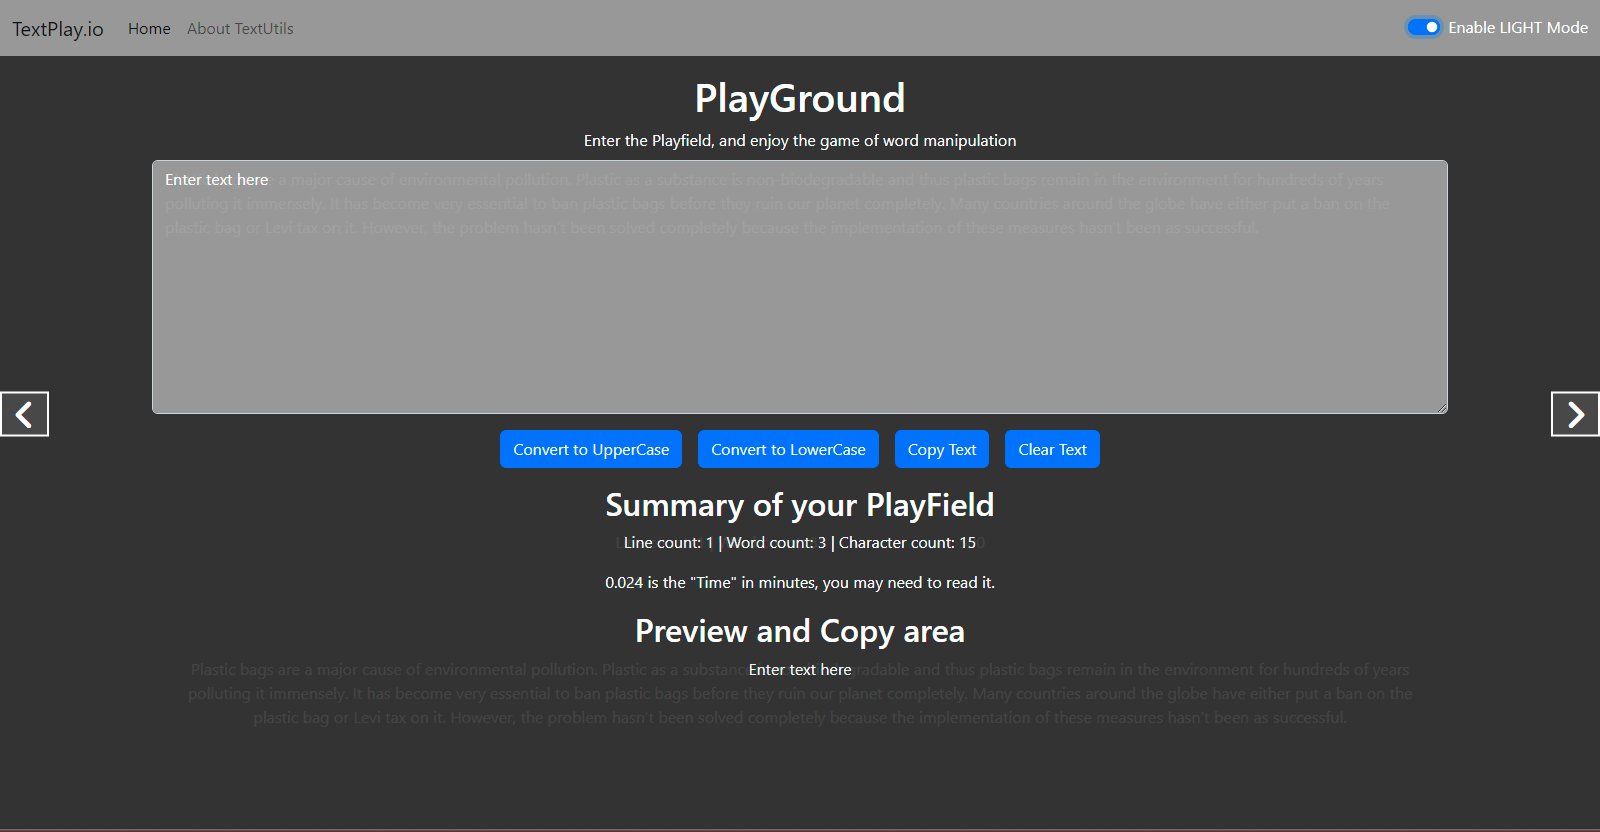 TextPlay.io Home About TextUtils Enable LIGHT Mode
PlayGround
Enter the Playfield, and enjoy the game of word manipulation
Enter text here e a major cause of environmental pollution. Plastic as a substance is non-biodegradable and thus plastic bags remain in the environment for hundreds of years
polluting it immensely. It has become very essential to ban plastic bags before they ruin our planet completely. Many countries around the globe have either put a ban on the
plastic bag or Levi tax on it. However, the problem hasn't been solved completely because the implementation of these measures hasn't been as successful.
Convert to UpperCase Convert to LowerCase Copy Text Clear Text
Summary of your PlayField
Line count: 1 | Word count: 3 | Character count: 15
0.024 is the "Time" in minutes, you may need to read it.
Preview and Copy area
Plastic bags are a major cause of environmental pollution. Plastic as a substance Enter text here gradable and thus plastic bags remain in the environment for hundreds of years
polluting it immensely. It has become very essential to ban plastic bags before they ruin our planet completely. Many countries around the globe have either put a ban on the
plastic bag or Levi tax on it. However, the problem hasn't been solved completely because the implementation of these measures hasn't been as successful.